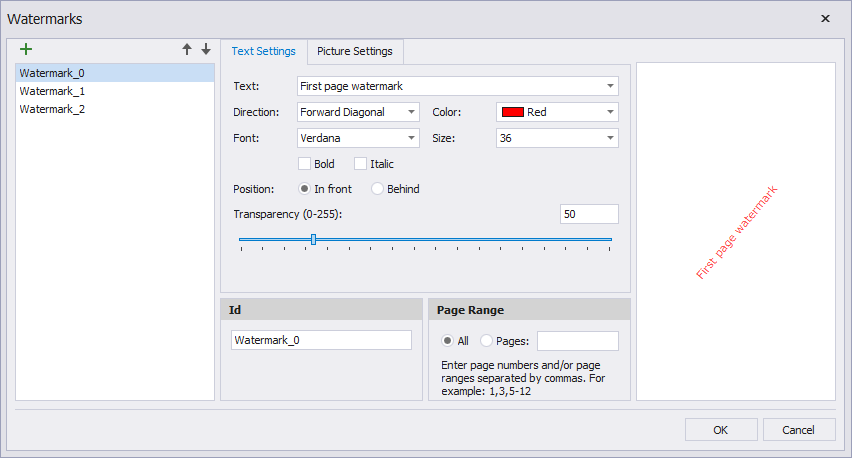 Watermarks
Text Settings
Picture Settings
Watermark_0
Watermark_1
Watermark_2
Text:
First page watermark
Direction:
Forward Diagonal
Color:
Red
Font:
Verdana
Size:
36
Bold
Italic
Position:
In front
Behind
Transparency (0-255):
50
First page watermark
Id
Watermark_0
Page Range
All
Pages:
Enter page numbers and/or page
ranges separated by commas. For
example: 1,3,5-12
OK
Cancel